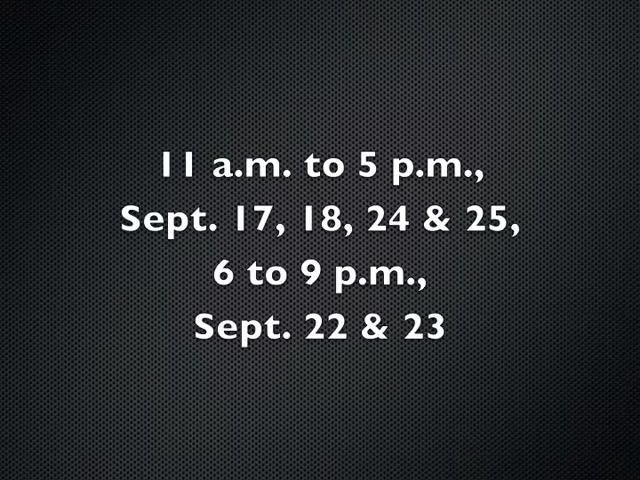 11 a.m. to 5 p.m.,
Sept. 17, 18, 24 & 25,
6 to 9 p.m.,
Sept. 22 & 23